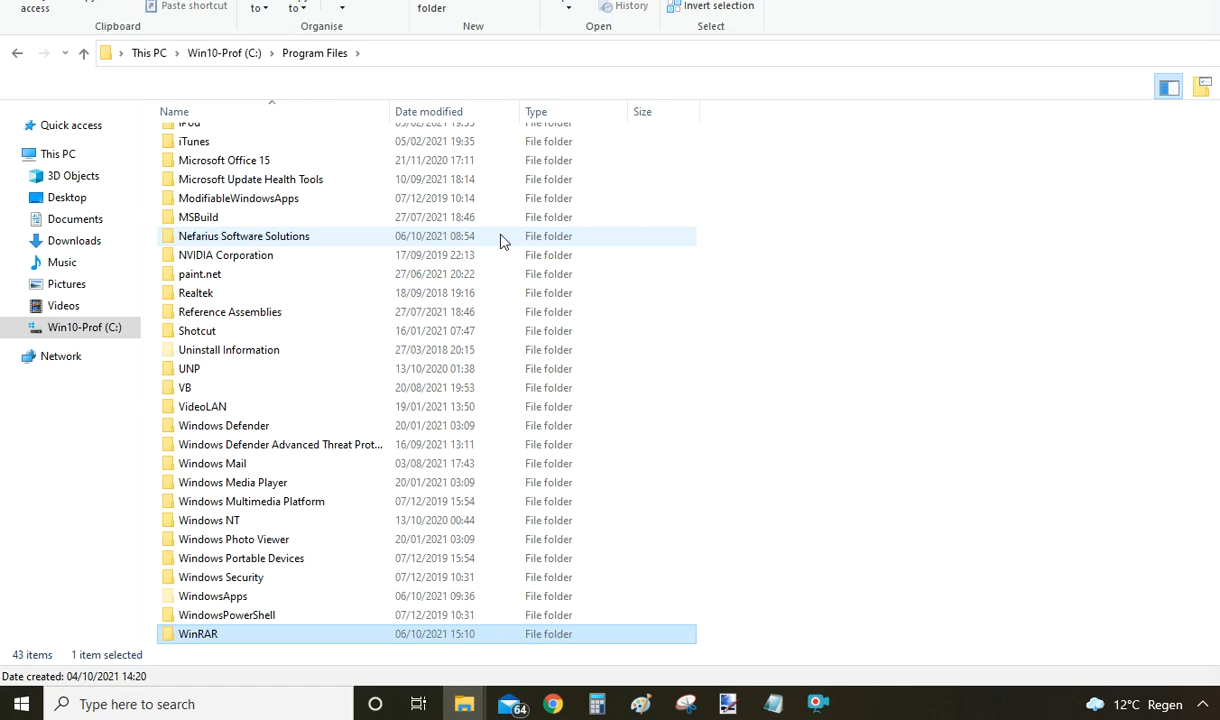 access
Paste shortcut
to
to
folder
History
Invert selection
Clipboard
Organise
New
Open
Select
This PC > Win10-Prof (C:) > Program Files >
Name Date modified Type Size
iTunes 05/02/2021 19:35 File folder
Microsoft Office 15 21/11/2020 17:11 File folder
Microsoft Update Health Tools 10/09/2021 18:14 File folder
ModifiableWindowsApps 07/12/2019 10:14 File folder
MSBuild 27/07/2021 18:46 File folder
Nefarius Software Solutions 06/10/2021 08:54 File folder
NVIDIA Corporation 17/09/2019 22:13 File folder
paint.net 27/06/2021 20:22 File folder
Realtek 18/09/2018 19:16 File folder
Reference Assemblies 27/07/2021 18:46 File folder
Shotcut 16/01/2021 07:47 File folder
Uninstall Information 27/03/2018 20:15 File folder
UNP 13/10/2020 01:38 File folder
VB 20/08/2021 19:53 File folder
VideoLAN 19/01/2021 13:50 File folder
Windows Defender 20/01/2021 03:09 File folder
Windows Defender Advanced Threat Prot... 16/09/2021 13:11 File folder
Windows Mail 03/08/2021 17:43 File folder
Windows Media Player 20/01/2021 03:09 File folder
Windows Multimedia Platform 07/12/2019 15:54 File folder
Windows NT 13/10/2020 00:44 File folder
Windows Photo Viewer 20/01/2021 03:09 File folder
Windows Portable Devices 07/12/2019 15:54 File folder
Windows Security 07/12/2019 10:31 File folder
WindowsApps 06/10/2021 09:36 File folder
WindowsPowerShell 07/12/2019 10:31 File folder
WinRAR 06/10/2021 15:10 File folder
Quick access
This PC
3D Objects
Desktop
Documents
Downloads
Music
Pictures
Videos
Win10-Prof (C:)
Network
43 items 1 item selected
Date created: 04/10/2021 14:20
Type here to search
64
12°C Regen